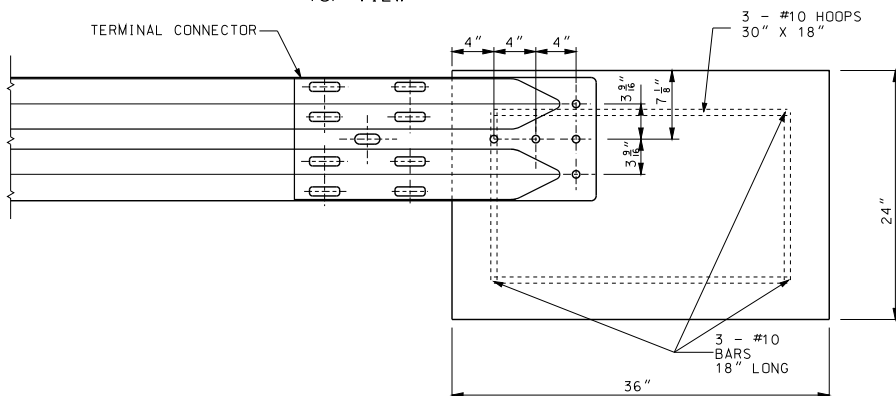 TERMINAL CONNECTOR
3 - #10 HOOPS
30" X 18"
4" 4" 4"
3 9/16"
7 1/8"
3 9/16"
24"
3 - #10
BARS
18" LONG
36"